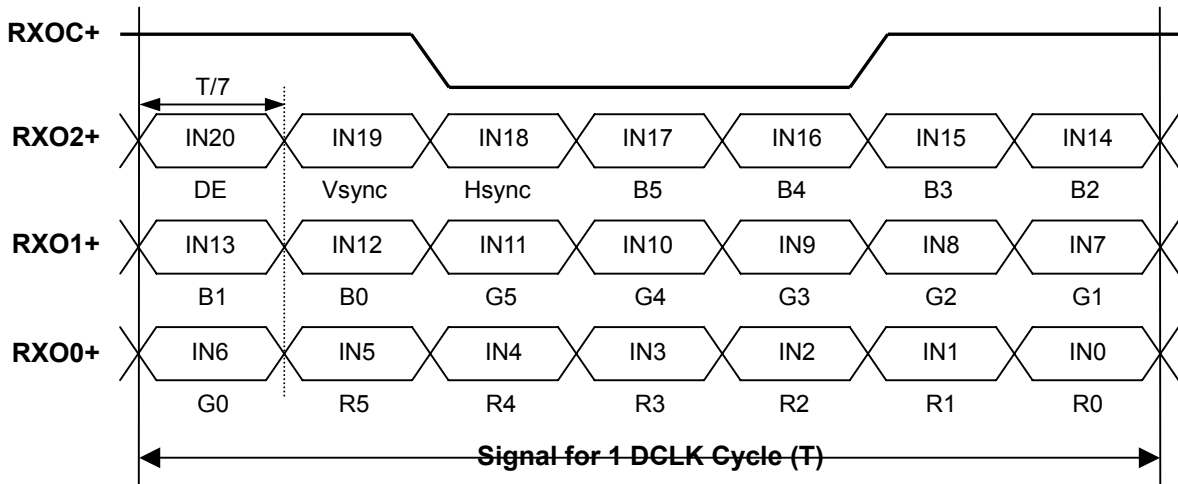 RXOC+
T/7
RXO2+ IN20 IN19 IN18 IN17 IN16 IN15 IN14
DE Vsync Hsync B5 B4 B3 B2
RXO1+ IN13 IN12 IN11 IN10 IN9 IN8 IN7
B1 B0 G5 G4 G3 G2 G1
RXO0+ IN6 IN5 IN4 IN3 IN2 IN1 IN0
G0 R5 R4 R3 R2 R1 R0
Signal for 1 DCLK Cycle (T)